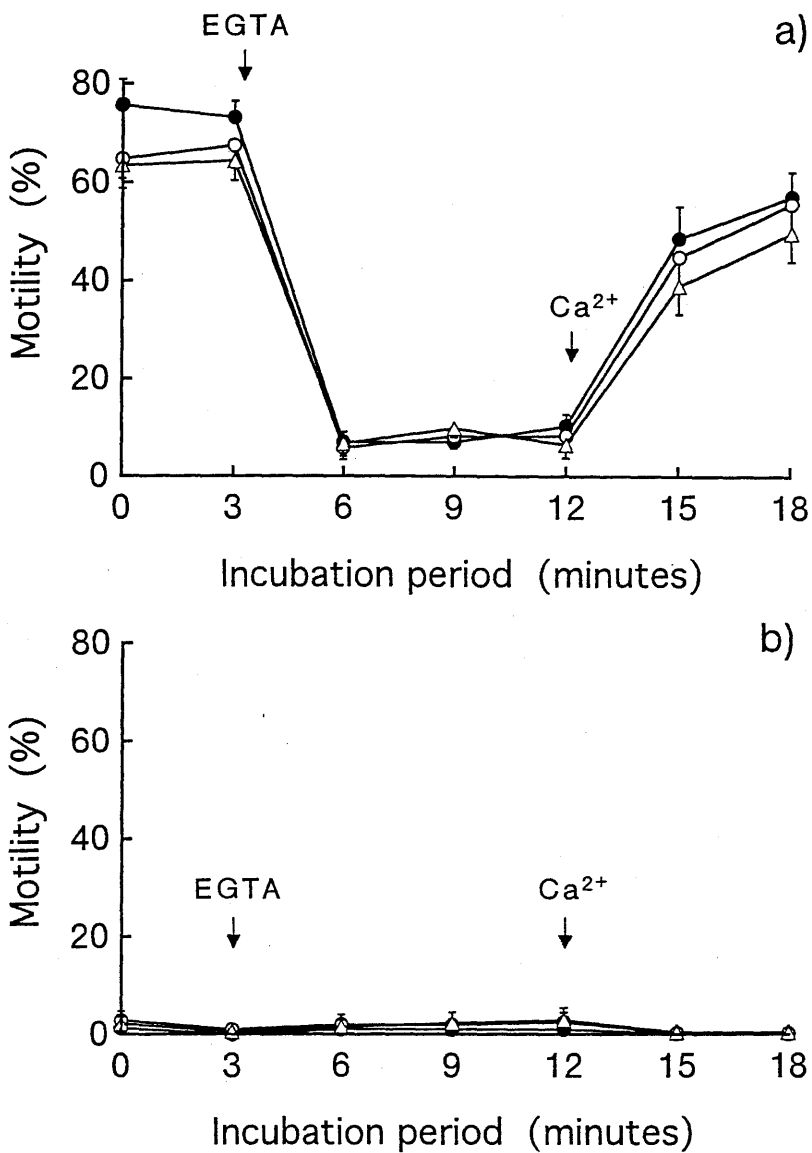 EGTA
a)
80
60
40
20
0
Motility (%)
Ca²⁺
0 3 6 9 12 15 18
Incubation period (minutes)
b)
80
60
40
20
0
Motility (%)
EGTA
Ca²⁺
0 3 6 9 12 15 18
Incubation period (minutes)